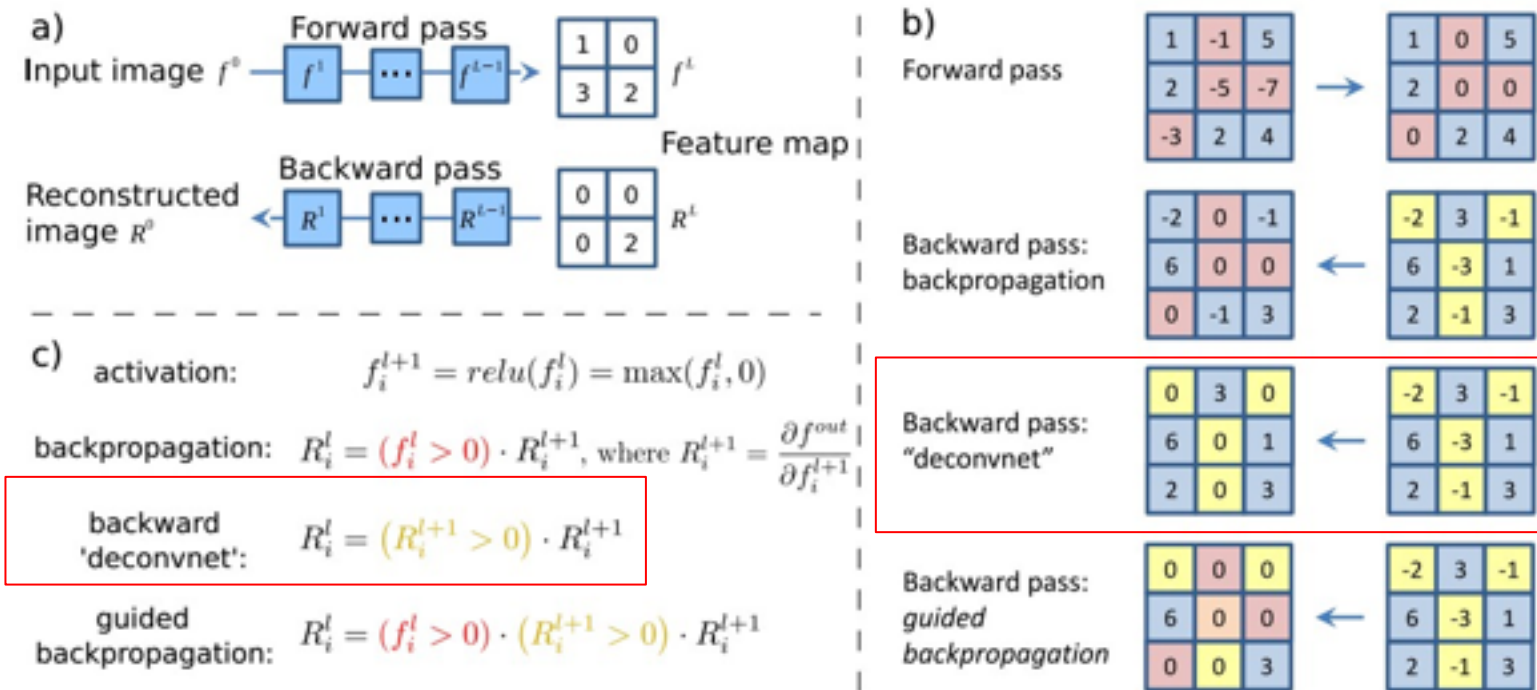 a)
Forward pass
Input image f^0
f^1 ... f^{L-1}
1 0
3 2
f^L
Feature map
Backward pass
Reconstructed
image R^0
R^1 ... R^{L-1}
0 0
0 2
R^L
c)
activation: f_i^{l+1} = relu(f_i^l) = max(f_i^l, 0)
backpropagation: R_i^l = (f_i^l > 0) · R_i^{l+1}, where R_i^{l+1} = ∂f^{out} / ∂f_i^{l+1}
backward
'deconvnet': R_i^l = (R_i^{l+1} > 0) · R_i^{l+1}
guided
backpropagation: R_i^l = (f_i^l > 0) · (R_i^{l+1} > 0) · R_i^{l+1}
b)
Forward pass
1 -1 5
2 -5 -7
-3 2 4
1 0 5
2 0 0
0 2 4
Backward pass:
backpropagation
-2 0 -1
6 0 0
0 -1 3
-2 3 -1
6 -3 1
2 -1 3
Backward pass:
“deconvnet”
0 3 0
6 0 1
2 0 3
-2 3 -1
6 -3 1
2 -1 3
Backward pass:
guided
backpropagation
0 0 0
6 0 0
0 0 3
-2 3 -1
6 -3 1
2 -1 3